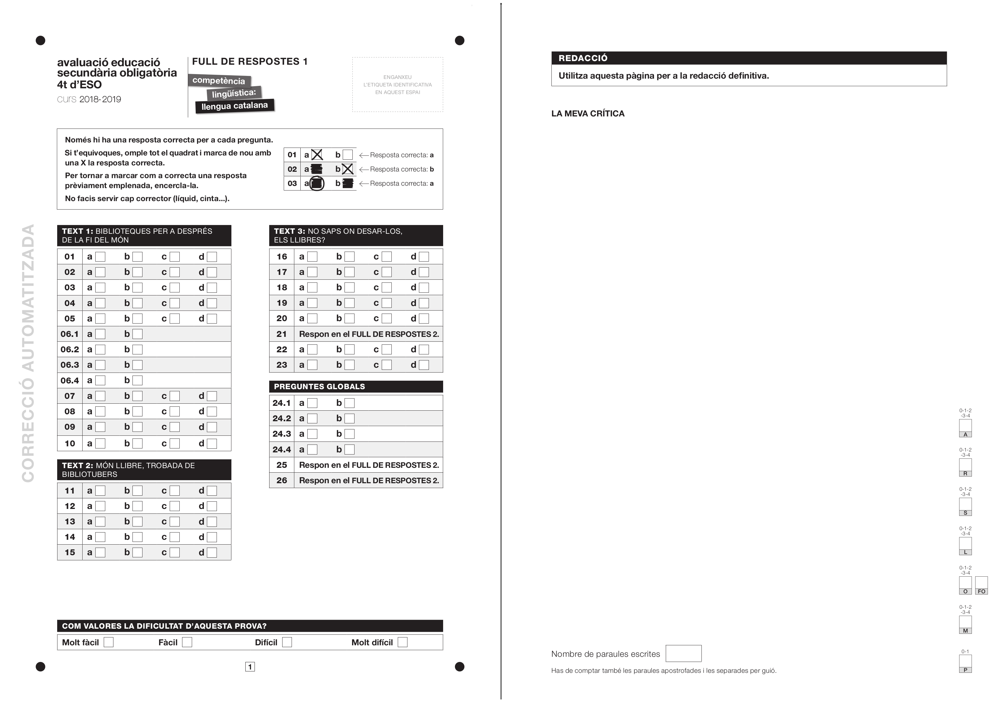 avaluació educació
secundària obligatòria
4t d'ESO
curs 2018-2019
FULL DE RESPOSTES 1
competència
lingüística:
llengua catalana
ENGANXEU
L'ETIQUETA IDENTIFICATIVA
EN AQUEST ESPAI
Només hi ha una resposta correcta per a cada pregunta.
Si t'equivoques, omple tot el quadrat i marca de nou amb
una X la resposta correcta.
Per tornar a marcar com a correcta una resposta
prèviament emplenada, encercla-la.
No facis servir cap corrector (líquid, cinta...).
01 a b ← Resposta correcta: a
02 a b ← Resposta correcta: b
03 a b ← Resposta correcta: a
CORRECCIÓ AUTOMATITZADA
TEXT 1: BIBLIOTEQUES PER A DESPRÉS
DE LA FI DEL MÓN
01 a b c d
02 a b c d
03 a b c d
04 a b c d
05 a b c d
06.1 a b
06.2 a b
06.3 a b
06.4 a b
07 a b c d
08 a b c d
09 a b c d
10 a b c d
TEXT 2: MÓN LLIBRE, TROBADA DE
BIBLIOTUBERS
11 a b c d
12 a b c d
13 a b c d
14 a b c d
15 a b c d
TEXT 3: NO SAPS ON DESAR-LOS,
ELS LLIBRES?
16 a b c d
17 a b c d
18 a b c d
19 a b c d
20 a b c d
21 Respon en el FULL DE RESPOSTES 2.
22 a b c d
23 a b c d
PREGUNTES GLOBALS
24.1 a b
24.2 a b
24.3 a b
24.4 a b
25 Respon en el FULL DE RESPOSTES 2.
26 Respon en el FULL DE RESPOSTES 2.
COM VALORES LA DIFICULTAT D'AQUESTA PROVA?
Molt fàcil Fàcil Difícil Molt difícil
1
REDACCIÓ
Utilitza aquesta pàgina per a la redacció definitiva.
LA MEVA CRÍTICA
0-1-2
-3-4
A
0-1-2
-3-4
R
0-1-2
-3-4
S
0-1-2
-3-4
L
0-1-2
-3-4
O FO
0-1-2
-3-4
M
0-1
P
Nombre de paraules escrites
Has de comptar també les paraules apostrofades i les separades per guió.